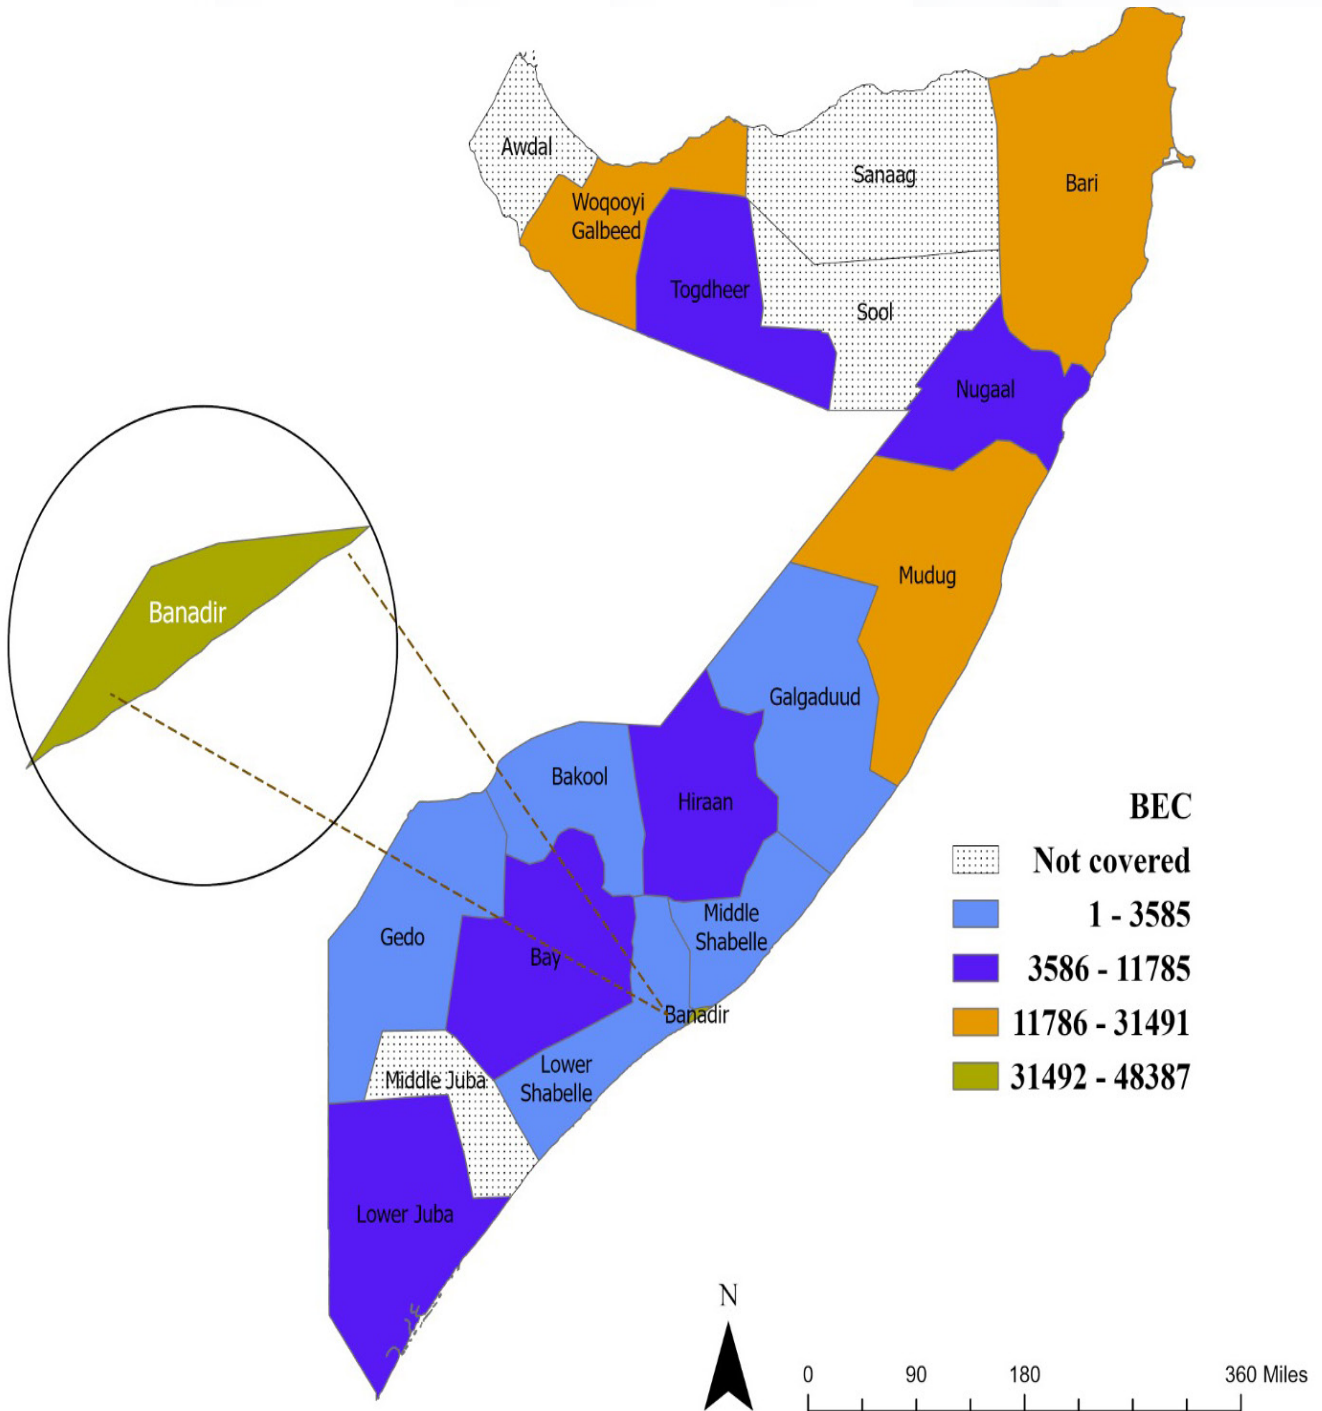 Awdal
Sanaag
Bari
Woqooyi
Galbeed
Togdheer
Sool
Nugaal
Mudug
Banadir
Galgaduud
Bakool
Hiraan
Middle
Shabelle
Gedo
Bay
Banadir
Lower
Shabelle
Middle Juba
Lower Juba
BEC
Not covered
1 - 3585
3586 - 11785
11786 - 31491
31492 - 48387
N
0 90 180 360 Miles